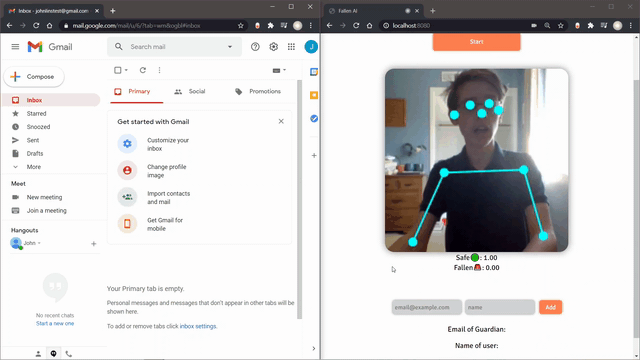 Inbox - johnlinstest@gmail.com
mail.google.com/mail/u/6/?tab=wm&ogbl#inbox
Gmail
Search mail
J
Compose
Inbox
Starred
Snoozed
Sent
Drafts
More
Meet
New meeting
Join a meeting
Hangouts
John
No recent chats
Start a new one
Primary
Social
Promotions
Get started with Gmail
Customize your
inbox
Change profile
image
Import contacts
and mail
Get Gmail for
mobile
Your Primary tab is empty.
Personal messages and messages that don't appear in other tabs will be
shown here.
To add or remove tabs click inbox settings.
Fallen AI
localhost:8080
Start
Safe: 1.00
Fallen: 0.00
email@example.com
name
Add
Email of Guardian:
Name of user: